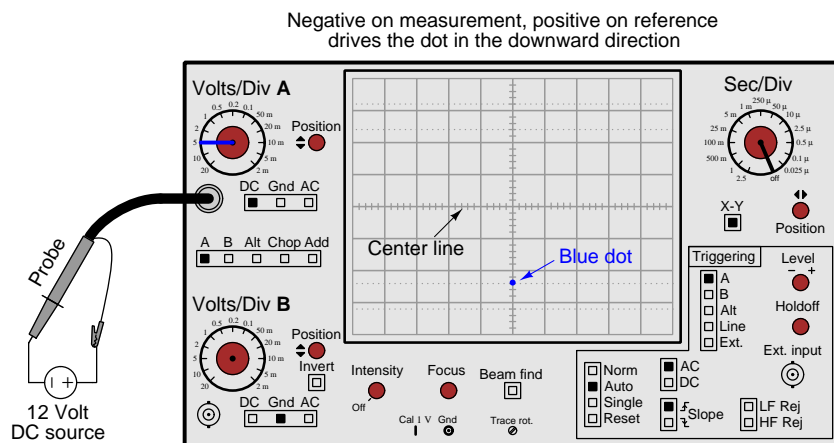 Negative on measurement, positive on reference
drives the dot in the downward direction
Volts/Div A
0.5 0.2 0.1
1 50 m
2 20 m
5 10 m
10 5 m
20 2 m
Position
DC Gnd AC
A B Alt Chop Add
Probe
- +
12 Volt
DC source
Volts/Div B
0.5 0.2 0.1
1 50 m
2 20 m
5 10 m
10 5 m
20 2 m
Position
Invert
DC Gnd AC
Center line
Blue dot
Intensity
Off
Focus
Beam find
Cal 1 V Gnd
Trace rot.
Sec/Div
250 µ
1 m 50 µ
5 m 10 µ
25 m 2.5 µ
100 m 0.5 µ
500 m 0.1 µ
2.5 0.025 µ
1 off
X-Y
Position
Triggering
A
B
Alt
Line
Ext.
Level
- +
Holdoff
Ext. input
Norm
Auto
Single
Reset
AC
DC
Slope
LF Rej
HF Rej